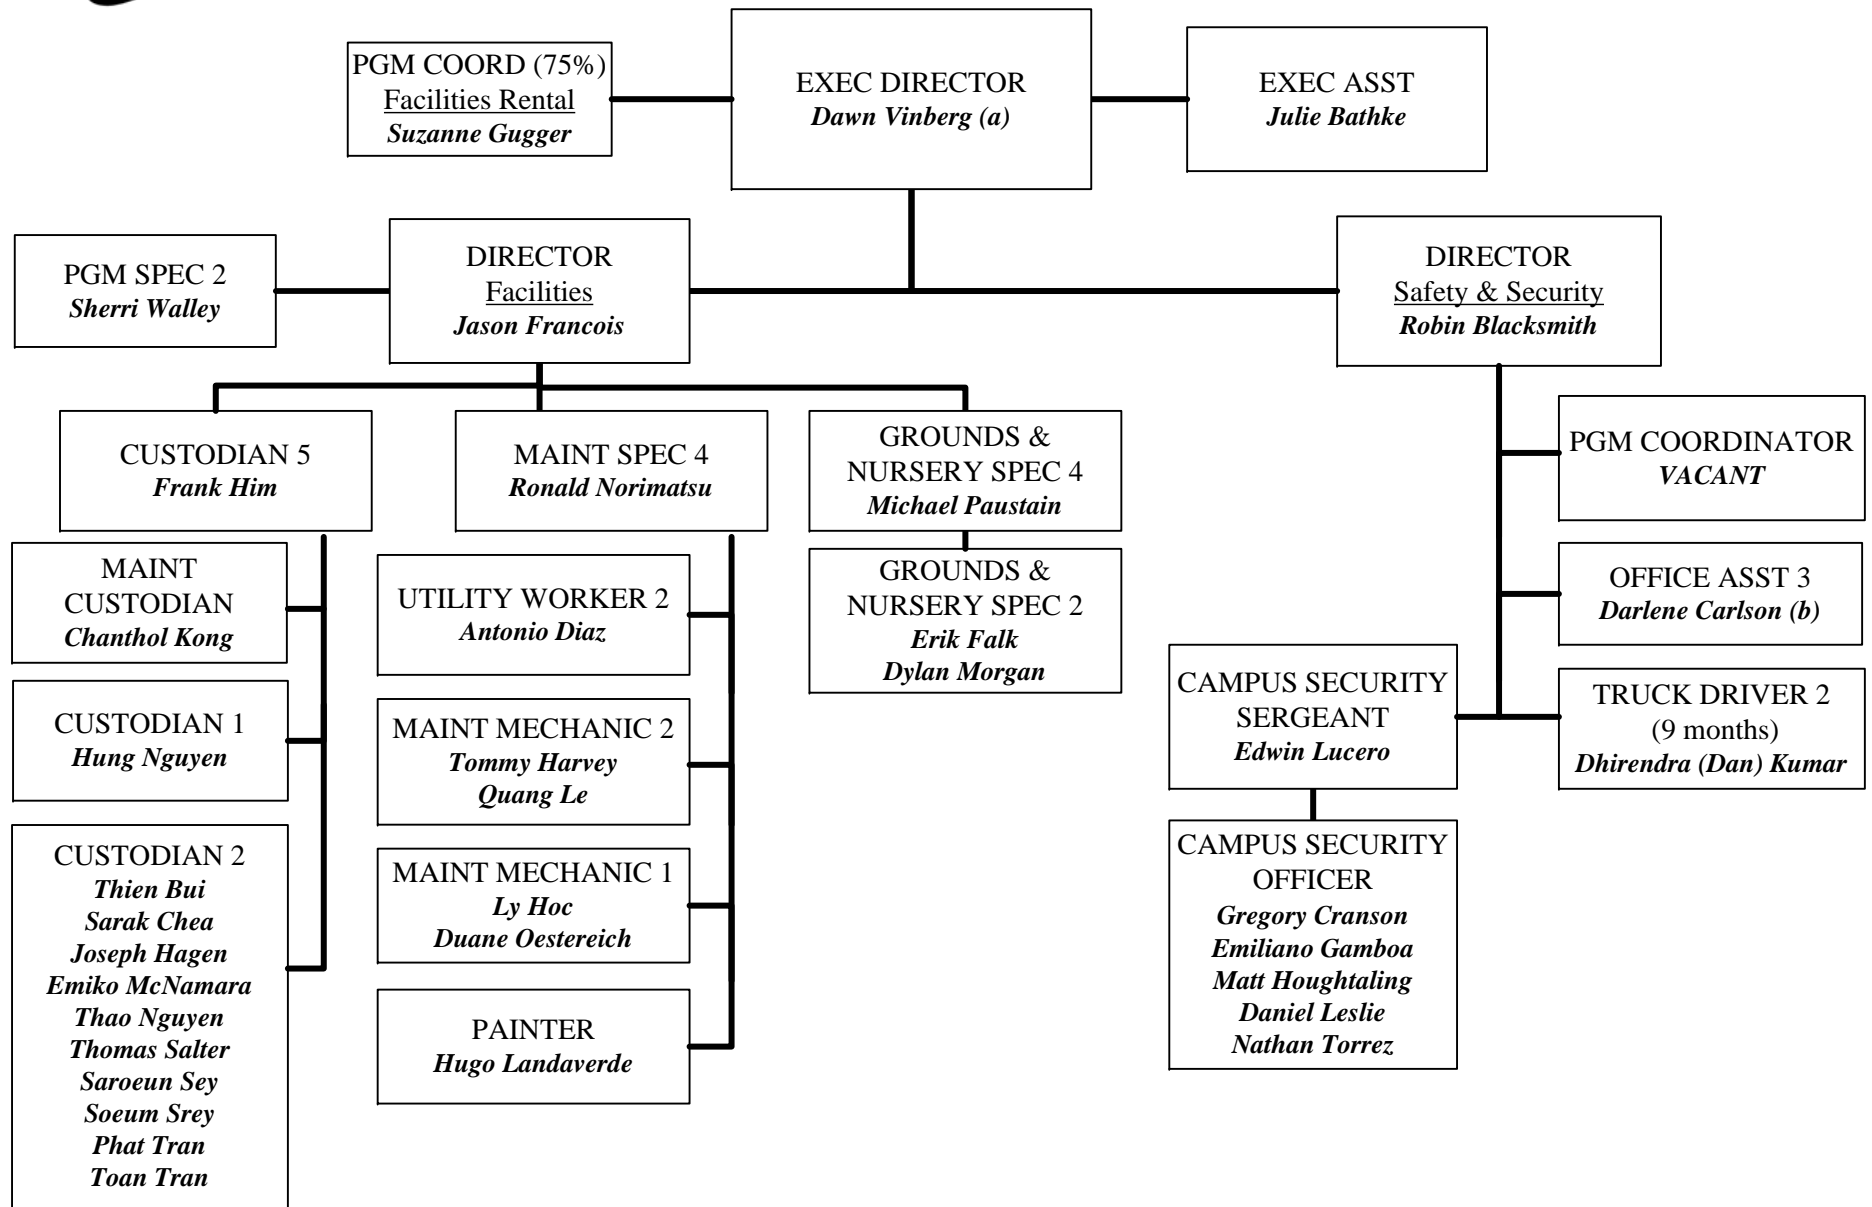 PGM COORD (75%)
Facilities Rental
Suzanne Gugger
EXEC DIRECTOR
Dawn Vinberg (a)
EXEC ASST
Julie Bathke
PGM SPEC 2
Sherri Walley
DIRECTOR
Facilities
Jason Francois
DIRECTOR
Safety & Security
Robin Blacksmith
CUSTODIAN 5
Frank Him
MAINT
CUSTODIAN
Chanthol Kong
CUSTODIAN 1
Hung Nguyen
CUSTODIAN 2
Thien Bui
Sarak Chea
Joseph Hagen
Emiko McNamara
Thao Nguyen
Thomas Salter
Saroeun Sey
Soeum Srey
Phat Tran
Toan Tran
MAINT SPEC 4
Ronald Norimatsu
UTILITY WORKER 2
Antonio Diaz
MAINT MECHANIC 2
Tommy Harvey
Quang Le
MAINT MECHANIC 1
Ly Hoc
Duane Oestereich
PAINTER
Hugo Landaverde
GROUNDS &
NURSERY SPEC 4
Michael Paustain
GROUNDS &
NURSERY SPEC 2
Erik Falk
Dylan Morgan
PGM COORDINATOR
VACANT
OFFICE ASST 3
Darlene Carlson (b)
TRUCK DRIVER 2
(9 months)
Dhirendra (Dan) Kumar
CAMPUS SECURITY
SERGEANT
Edwin Lucero
CAMPUS SECURITY
OFFICER
Gregory Cranson
Emiliano Gamboa
Matt Houghtaling
Daniel Leslie
Nathan Torrez